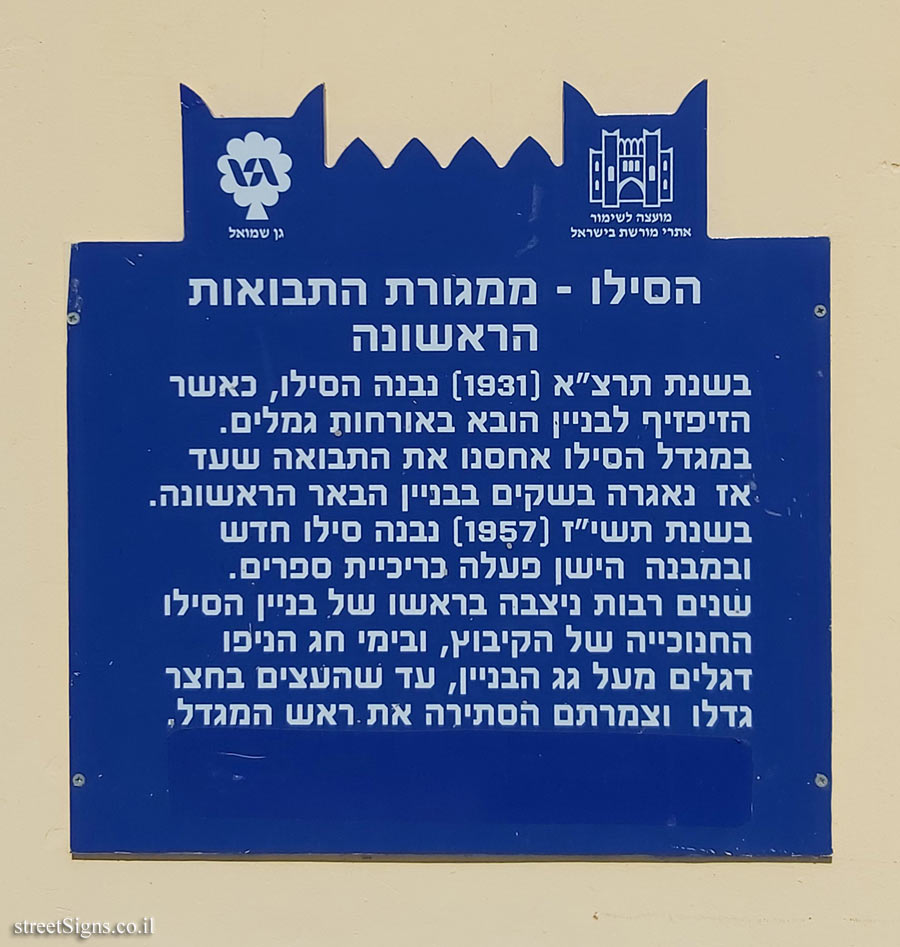 גן שמואל
מועצה לשימור
אתרי מורשת בישראל
הסילו - ממגורת התבואות
הראשונה
בשנת תרצ"א (1931) נבנה הסילו, כאשר
הזיפזיף לבניין הובא באורחות גמלים.
במגדל הסילו אחסנו את התבואה שעד
אז נאגרה בשקים בבניין הבאר הראשונה.
בשנת תשי"ז (1957) נבנה סילו חדש
ובמבנה הישן פעלה כריכיית ספרים.
שנים רבות ניצבה בראשו של בניין הסילו
החנוכייה של הקיבוץ, ובימי חג הניפו
דגלים מעל גג הבניין, עד שהעצים בחצר
גדלו וצמרתם הסתירה את ראש המגדל.
streetSigns.co.il